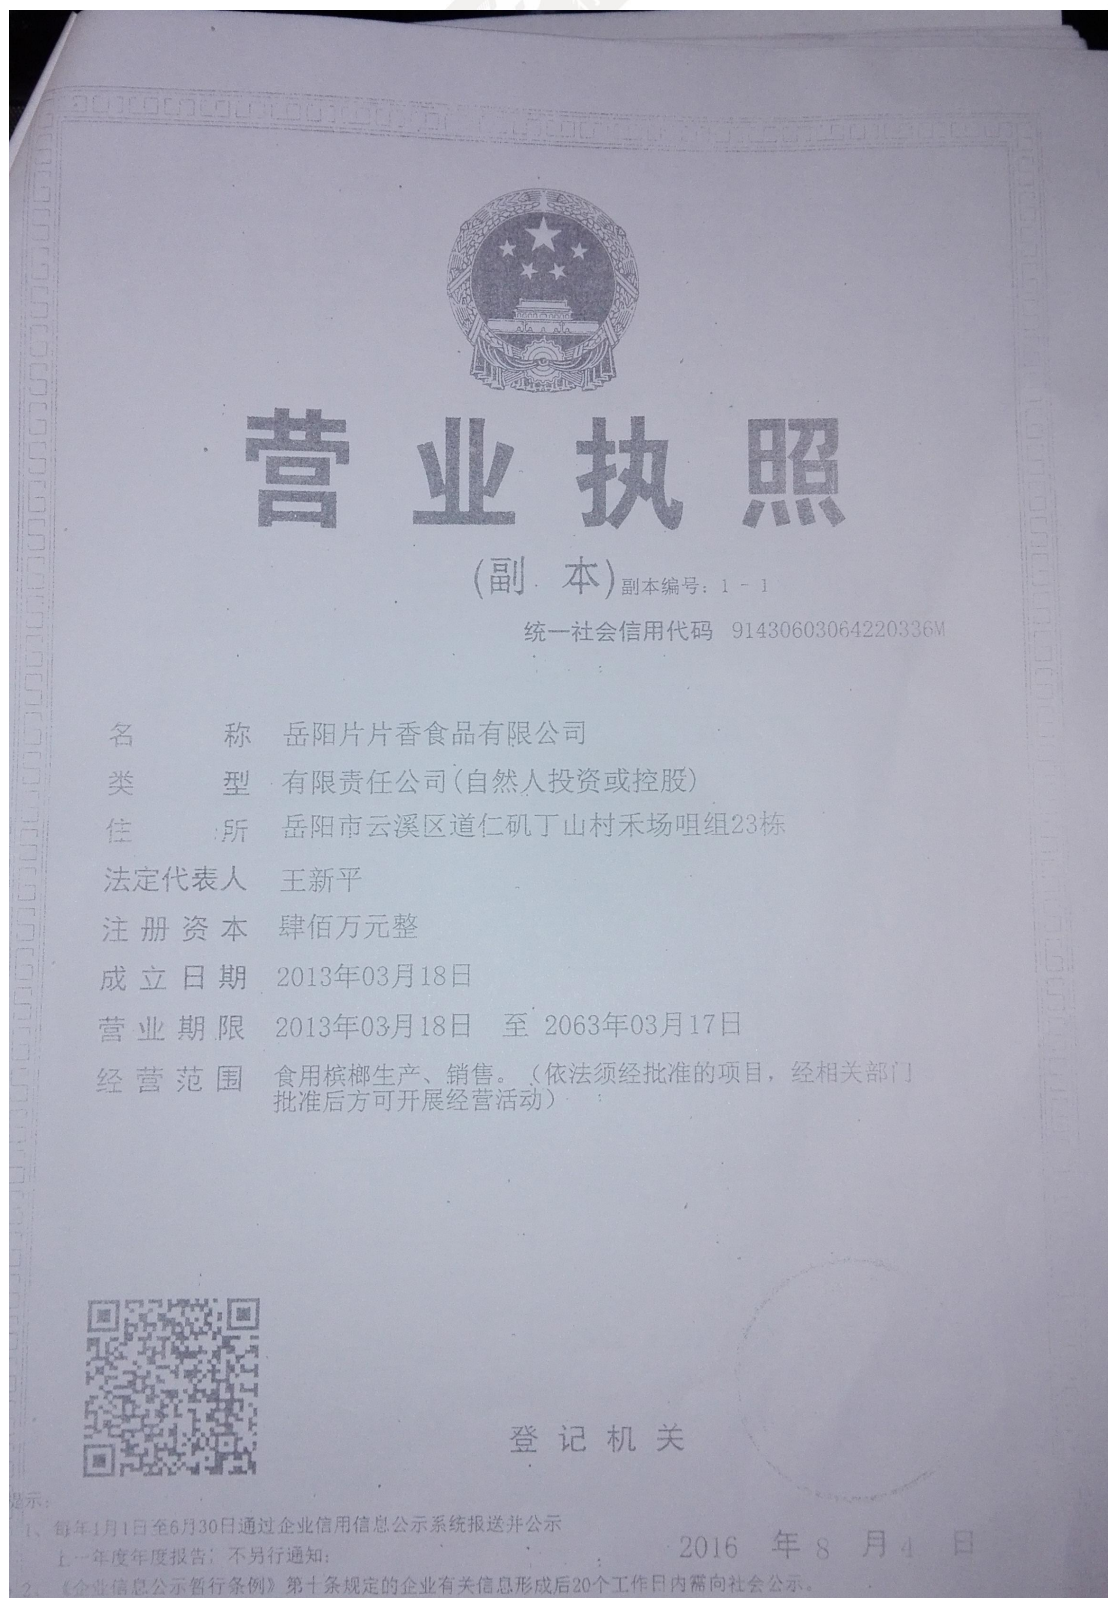 营业执照
(副 本) 副本编号：1 - 1
统一社会信用代码 91430603064220336M
名 称 岳阳片片香食品有限公司
类 型 有限责任公司(自然人投资或控股)
住 所 岳阳市云溪区道仁矶丁山村禾场咀组23栋
法定代表人 王新平
注册资本 肆佰万元整
成立日期 2013年03月18日
营业期限 2013年03月18日 至 2063年03月17日
经营范围 食用槟榔生产、销售。（依法须经批准的项目，经相关部门
批准后方可开展经营活动）
登记机关
提示：
1、每年1月1日至6月30日通过企业信用信息公示系统报送并公示
上一年度年度报告，不另行通知；
2016 年 8 月 4 日
2、《企业信息公示暂行条例》第十条规定的企业有关信息形成后20个工作日内需向社会公示。